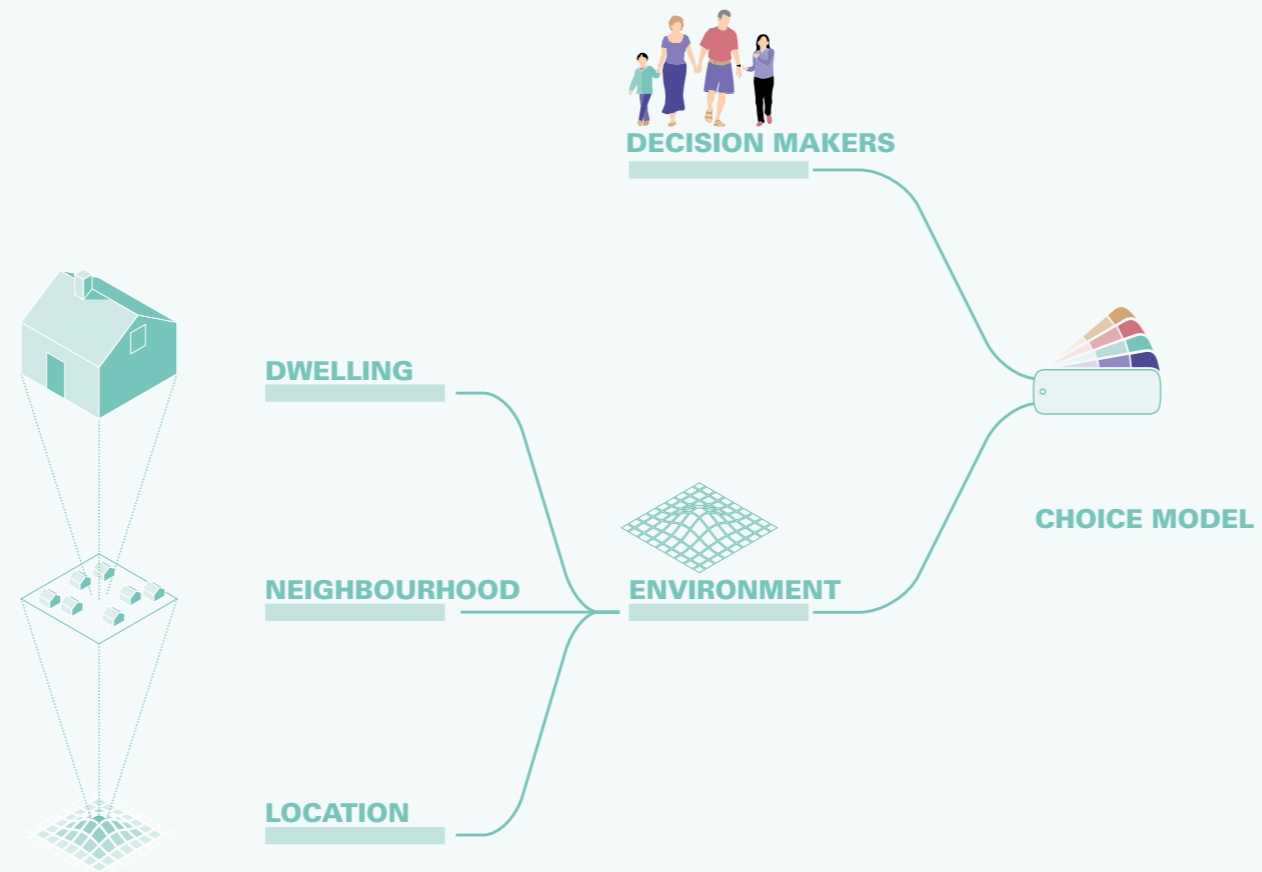 DECISION MAKERS
DWELLING
CHOICE MODEL
NEIGHBOURHOOD
ENVIRONMENT
LOCATION